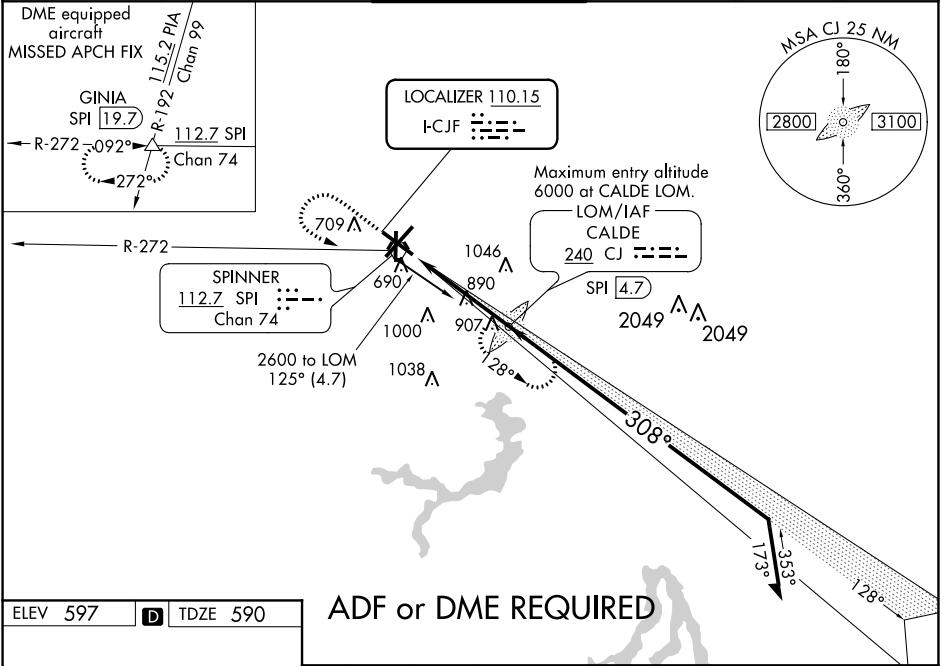 DME equipped
aircraft
MISSED APCH FIX
115.2 PIA
Chan 99
R-192
GINIA
SPI 19.7
R-272
092°
112.7 SPI
Chan 74
272°
LOCALIZER 110.15
I-CJF
MSA CJ 25 NM
180°
2800
3100
360°
Maximum entry altitude
6000 at CALDE LOM.
LOM/IAF
CALDE
240 CJ
SPI 4.7
709
R-272
1046
690
890
SPINNER
112.7 SPI
Chan 74
1000
907
2049
2049
2600 to LOM
125° (4.7)
1038
128°
308°
173°
353°
128°
ELEV 597
D
TDZE 590
ADF or DME REQUIRED